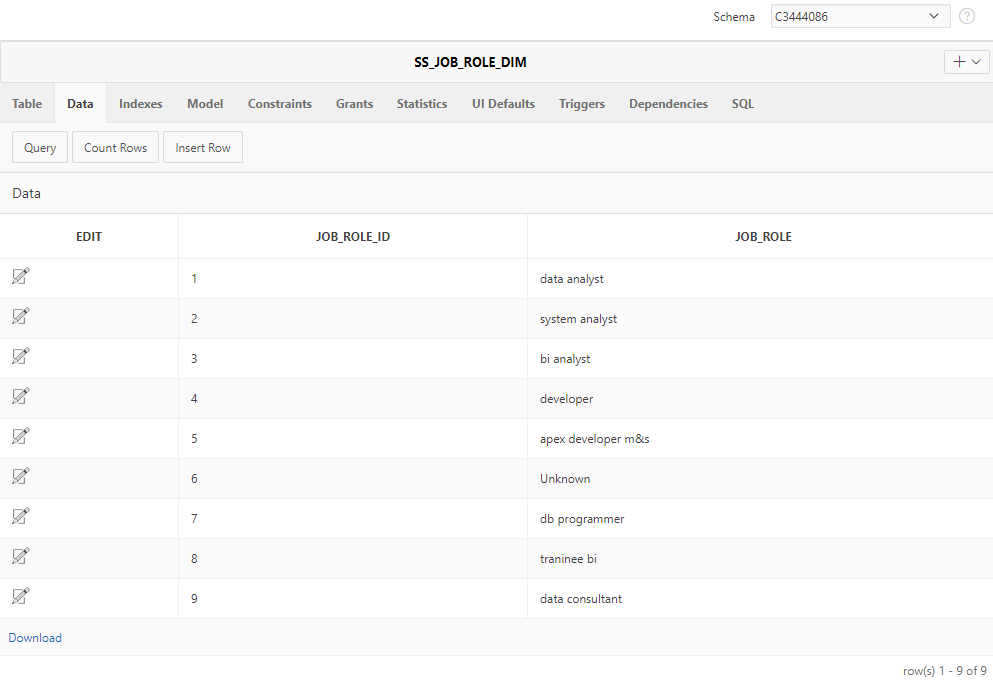 Schema C3444086 ?
SS_JOB_ROLE_DIM
Table Data Indexes Model Constraints Grants Statistics UI Defaults Triggers Dependencies SQL
Query Count Rows Insert Row
Data
EDIT JOB_ROLE_ID JOB_ROLE
1 data analyst
2 system analyst
3 bi analyst
4 developer
5 apex developer m&s
6 Unknown
7 db programmer
8 traninee bi
9 data consultant
Download
row(s) 1 - 9 of 9